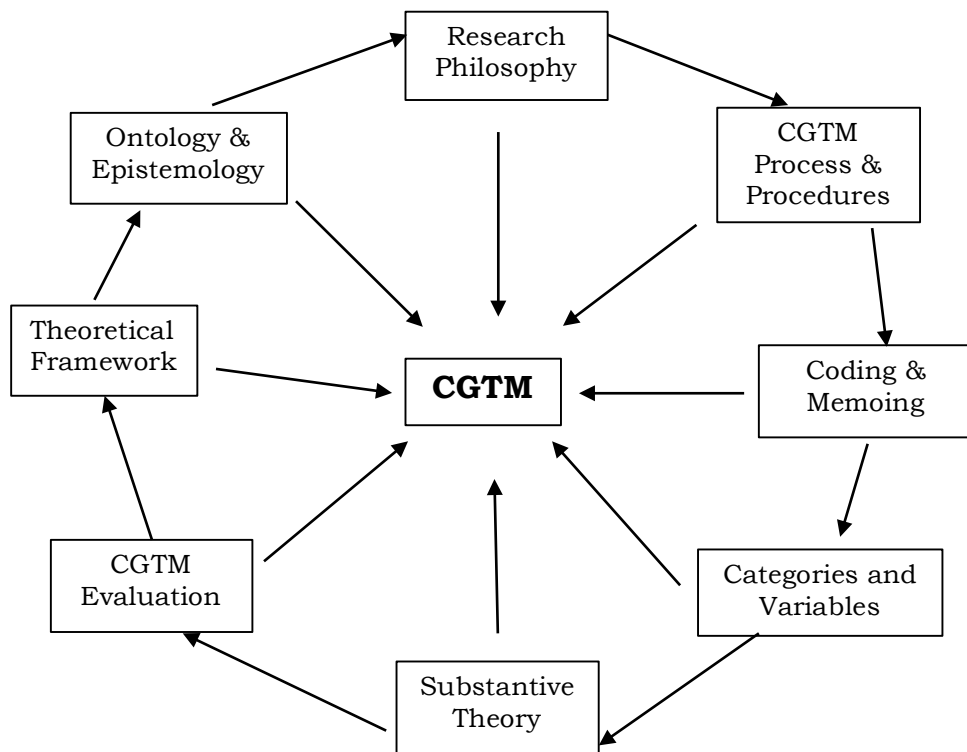 Research
Philosophy
Ontology &
Epistemology
CGTM
Process &
Procedures
Theoretical
Framework
CGTM
Coding &
Memoing
CGTM
Evaluation
Categories and
Variables
Substantive
Theory